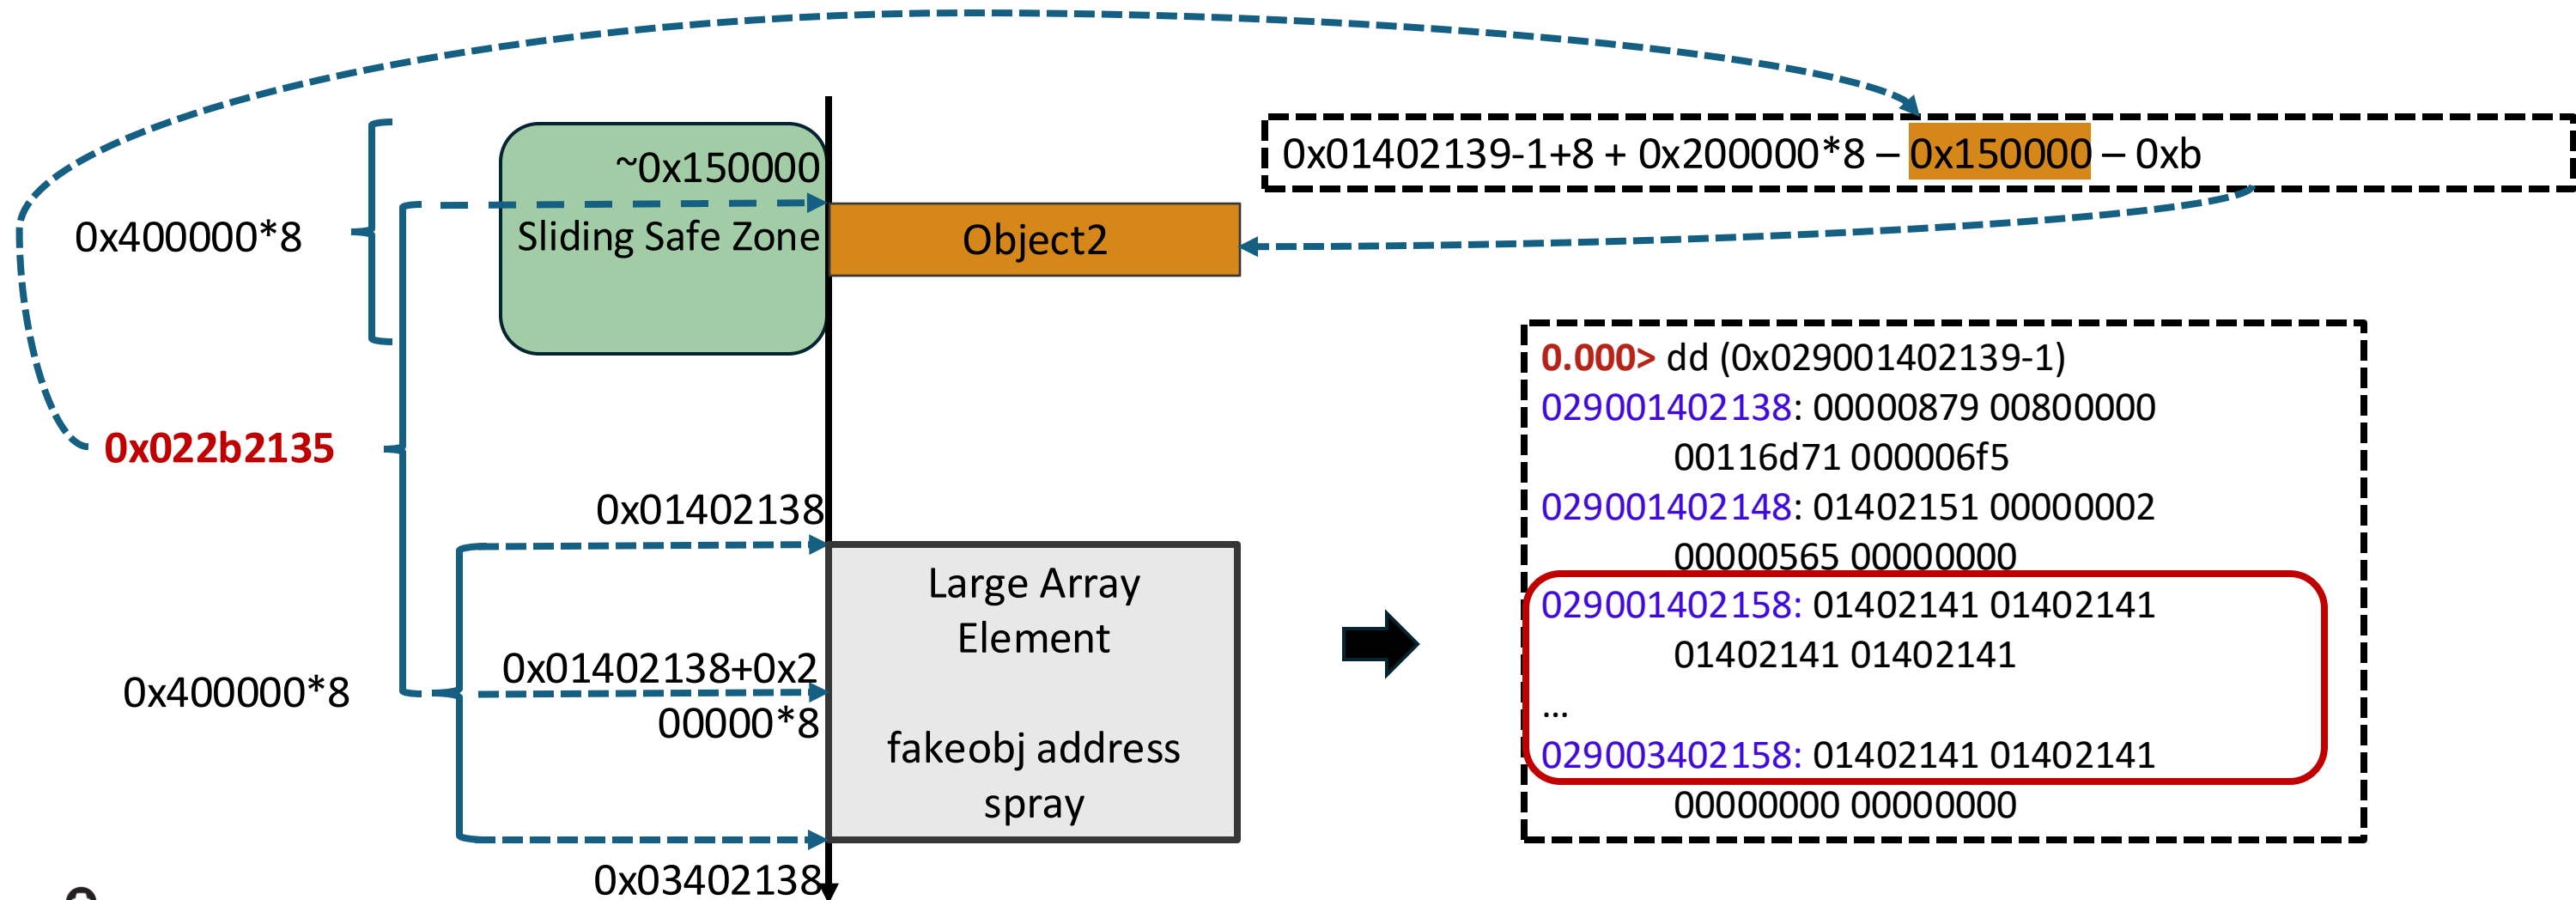 0x01402139-1+8 + 0x200000*8 – 0x150000 – 0xb
~0x150000
0x400000*8
Sliding Safe Zone
Object2
0x022b2135
0x01402138
0x400000*8
0x01402138+0x2
00000*8
0x03402138
Large Array
Element
fakeobj address
spray
0.000> dd (0x029001402139-1)
029001402138: 00000879 00800000
00116d71 000006f5
029001402148: 01402151 00000002
00000565 00000000
029001402158: 01402141 01402141
01402141 01402141
...
029003402158: 01402141 01402141
00000000 00000000